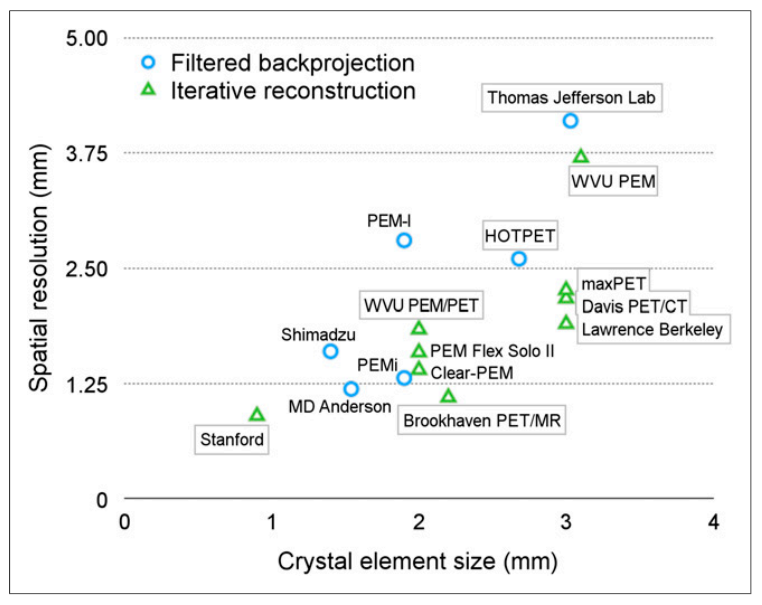 5.00
Filtered backprojection
Iterative reconstruction
Thomas Jefferson Lab
3.75
WVU PEM
PEM-I
HOTPET
2.50
maxPET
WVU PEM/PET
Davis PET/CT
Lawrence Berkeley
Shimadzu
PEM Flex Solo II
PEMi
Clear-PEM
1.25
MD Anderson
Brookhaven PET/MR
Stanford
0
0 1 2 3 4
Crystal element size (mm)
Spatial resolution (mm)